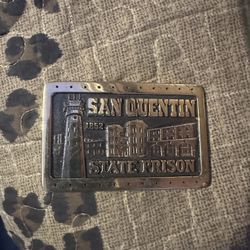 SAN QUENTIN
1852
STATE PRISON